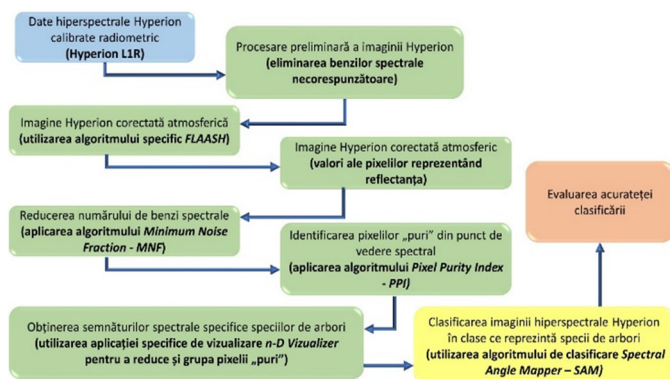 Date hiperspectrale Hyperion
calibrate radiometric
(Hyperion L1R)
Procesare preliminară a imaginii Hyperion
(eliminarea benzilor spectrale
necorespunzătoare)
Imagine Hyperion corectată atmosferică
(utilizarea algoritmului specific FLAASH)
Imagine Hyperion corectată atmosferic
(valori ale pixelilor reprezentând
reflectanța)
Reducerea numărului de benzi spectrale
(aplicarea algoritmului Minimum Noise
Fraction - MNF)
Identificarea pixelilor „puri” din punct de
vedere spectral
(aplicarea algoritmului Pixel Purity Index
- PPI)
Obținerea semnăturilor spectrale specifice speciilor de arbori
(utilizarea aplicației specifice de vizualizare n-D Vizualizer
pentru a reduce și grupa pixelii „puri”)
Clasificarea imaginii hiperspectrale Hyperion
în clase ce reprezintă specii de arbori
(utilizarea algoritmului de clasificare Spectral
Angle Mapper – SAM)
Evaluarea acurateței
clasificării